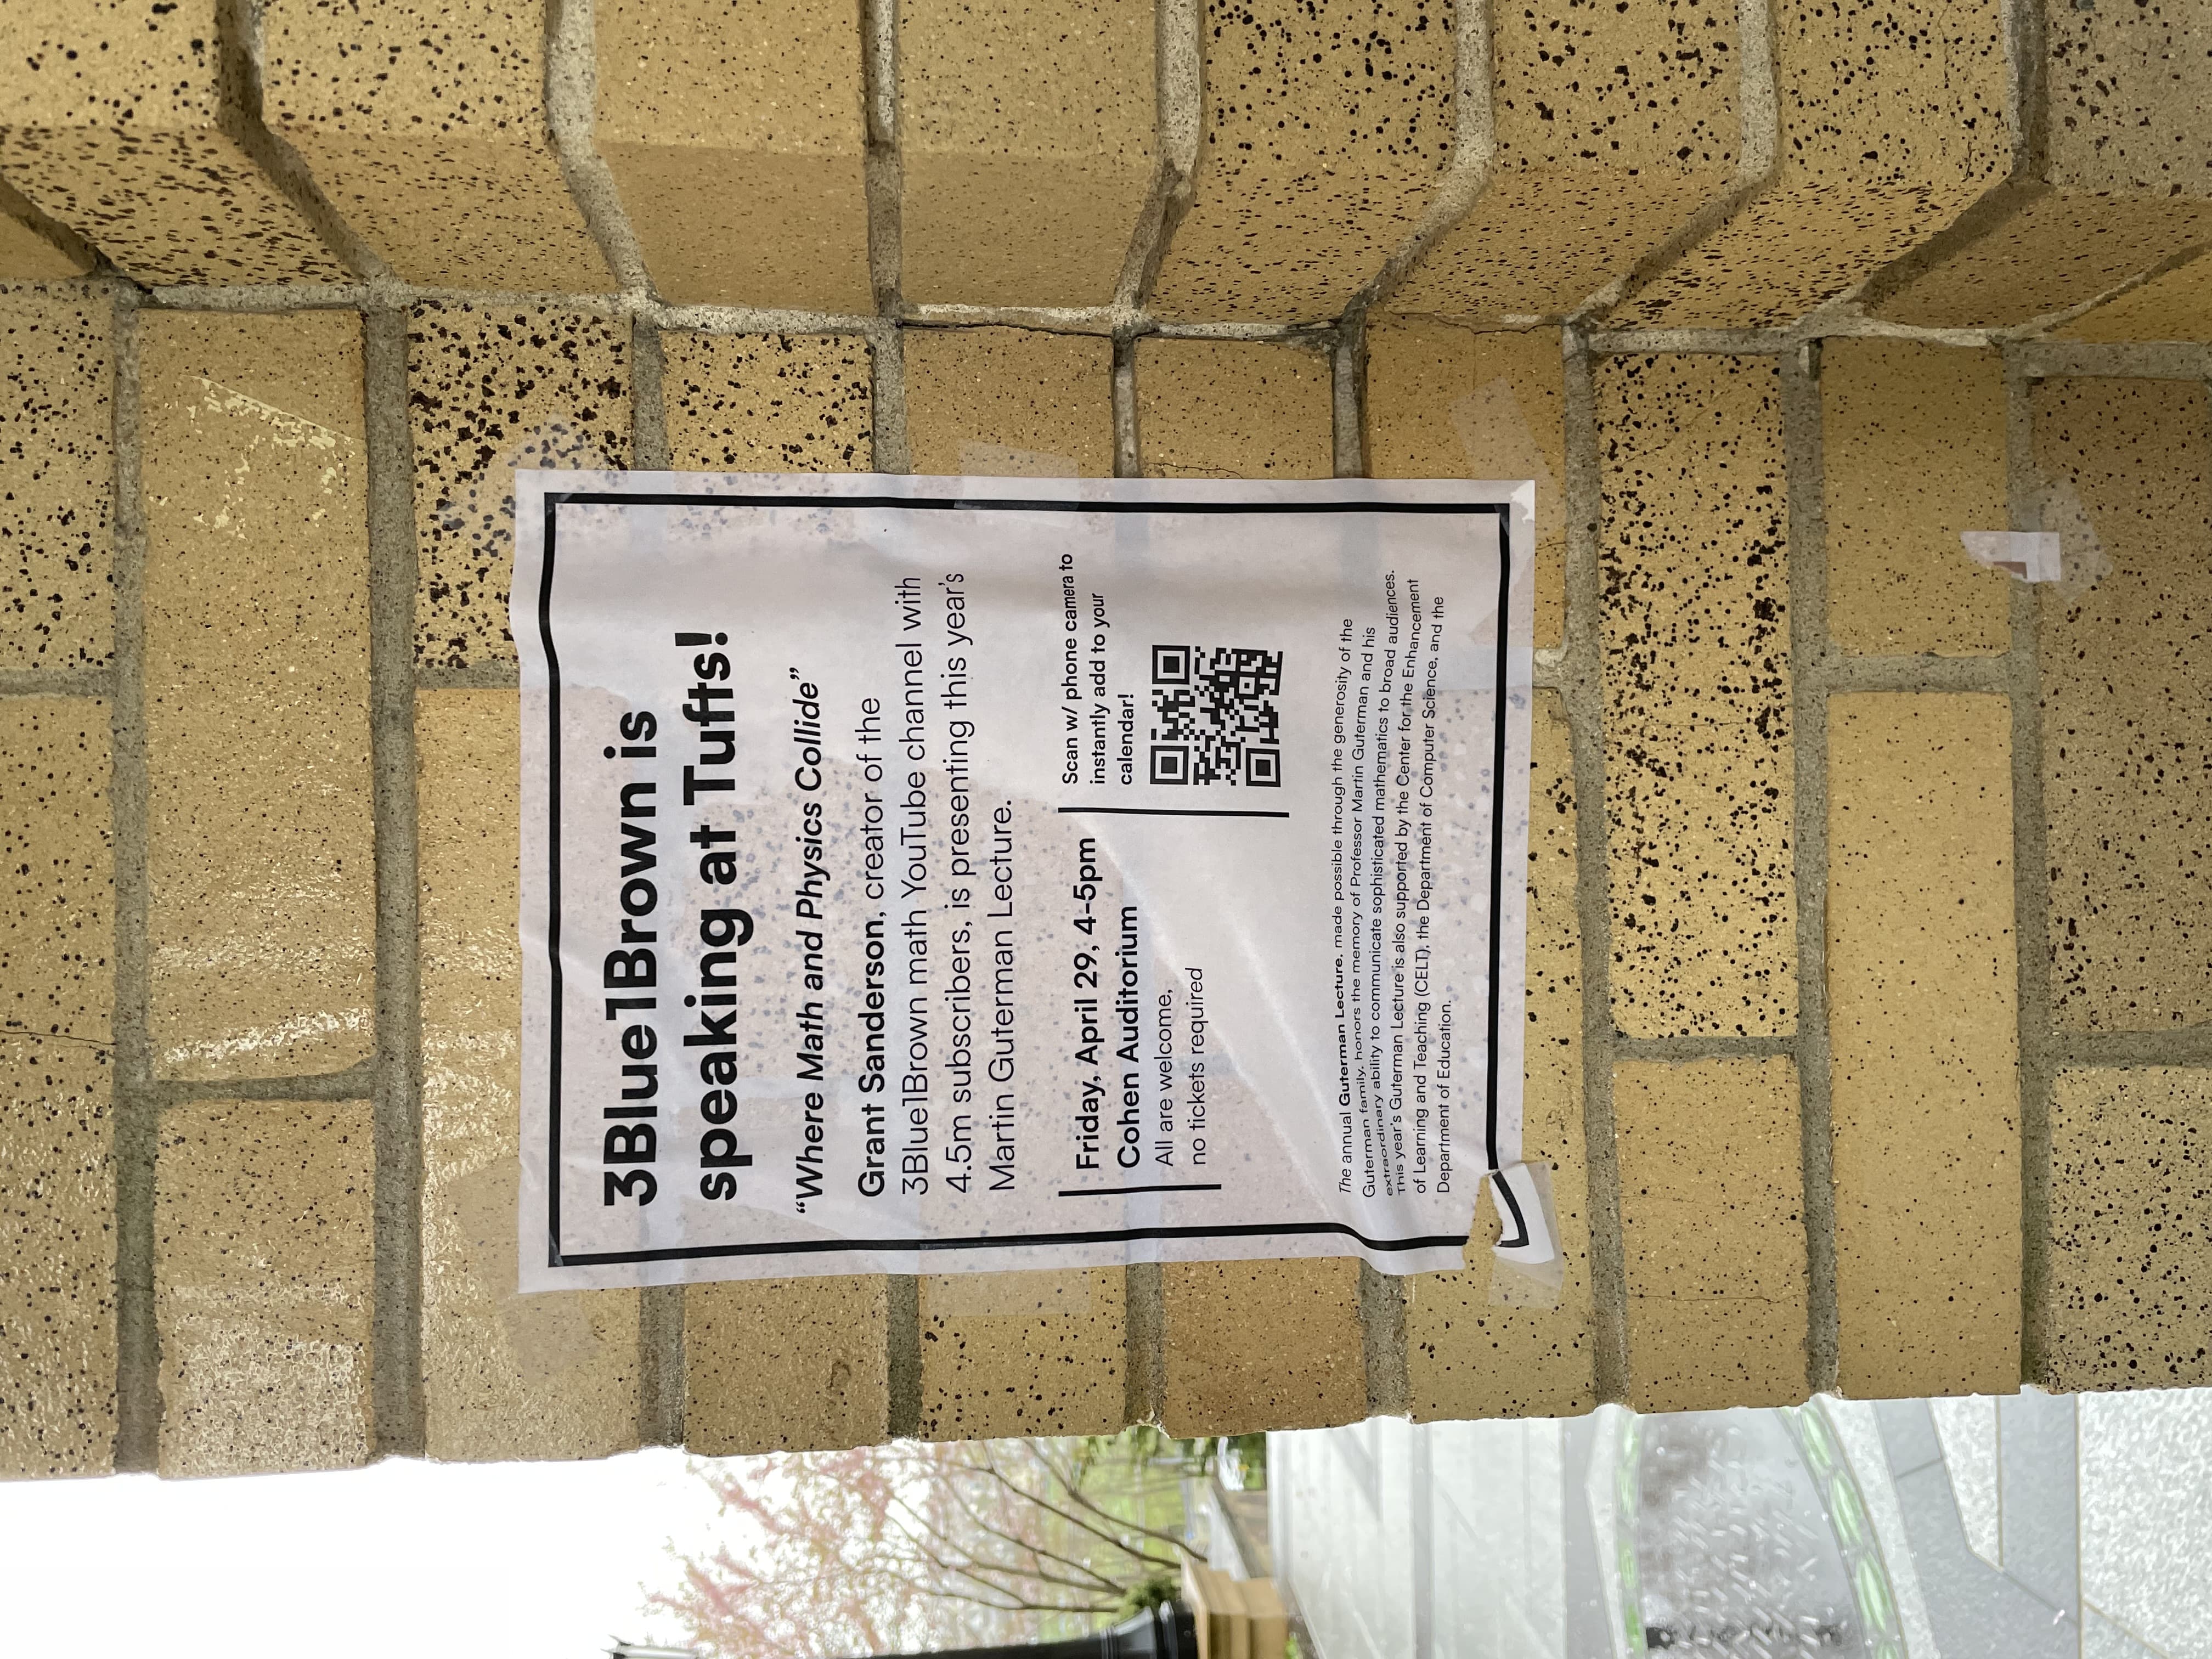 3Blue1Brown is
speaking at Tufts!
“Where Math and Physics Collide”
Grant Sanderson, creator of the
3Blue1Brown math YouTube channel with
4.5m subscribers, is presenting this year's
Martin Guterman Lecture.
Friday, April 29, 4-5pm
Cohen Auditorium
All are welcome,
no tickets required
Scan w/ phone camera to
instantly add to your
calendar!
The annual Guterman Lecture, made possible through the generosity of the
Guterman family, honors the memory of Professor Martin Guterman and his
extraordinary ability to communicate sophisticated mathematics to broad audiences.
This year's Guterman Lecture is also supported by the Center for the Enhancement
of Learning and Teaching (CELT), the Department of Computer Science, and the
Department of Education.